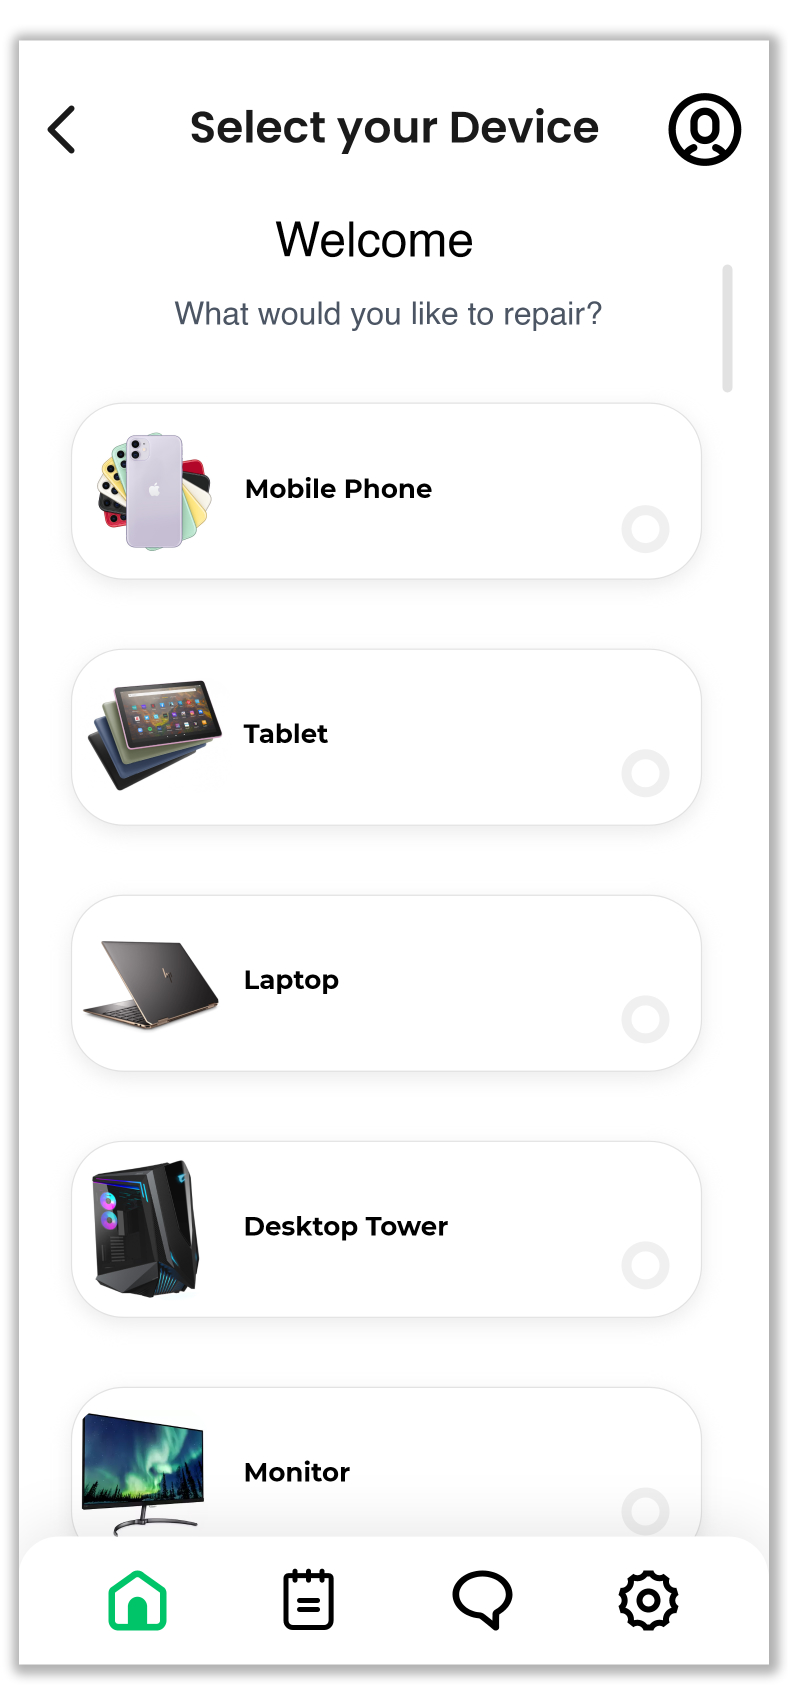 Select your Device
Welcome
What would you like to repair?
Mobile Phone
Tablet
Laptop
Desktop Tower
Monitor